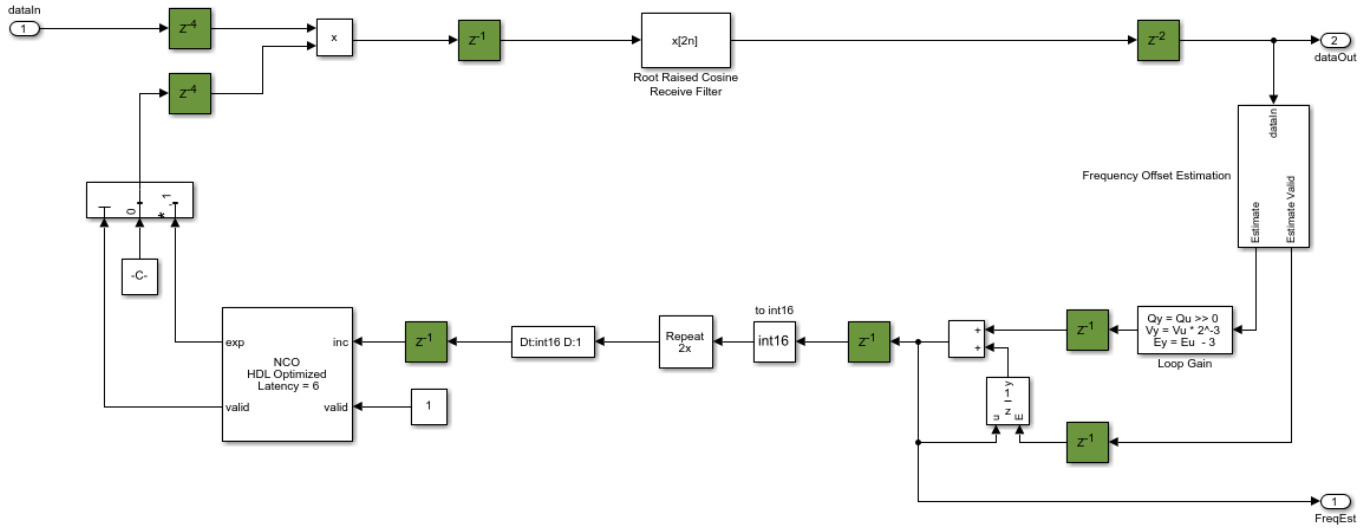 dataIn
1
z-4
x
z-1
x[2n]
Root Raised Cosine
Receive Filter
z-2
2
dataOut
z-4
dataIn
Frequency Offset Estimation
Estimate
Estimate Valid
T
0
*, 1
-C-
exp
inc
NCO
HDL Optimized
Latency = 6
valid
valid
1
z-1
Dt:int16 D:1
Repeat
2x
to int16
int16
z-1
+
+
z-1
Qy = Qu >> 0
Vy = Vu * 2^-3
Ey = Eu - 3
Loop Gain
y
1
z
u
E
z-1
1
FreqEst